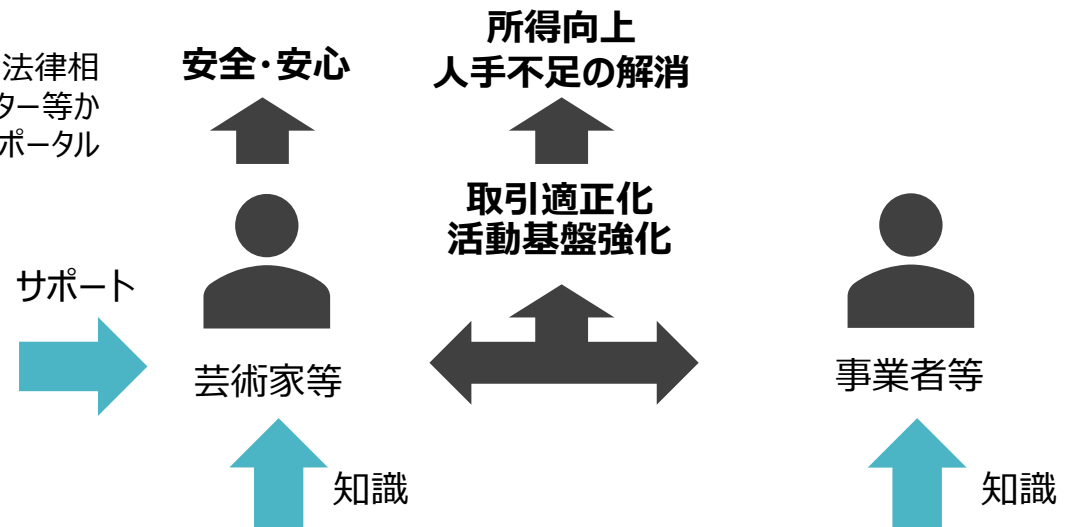 法律相
ター等か
ポータル
安全・安心
所得向上
人手不足の解消
取引適正化
活動基盤強化
サポート
芸術家等
事業者等
知識
知識